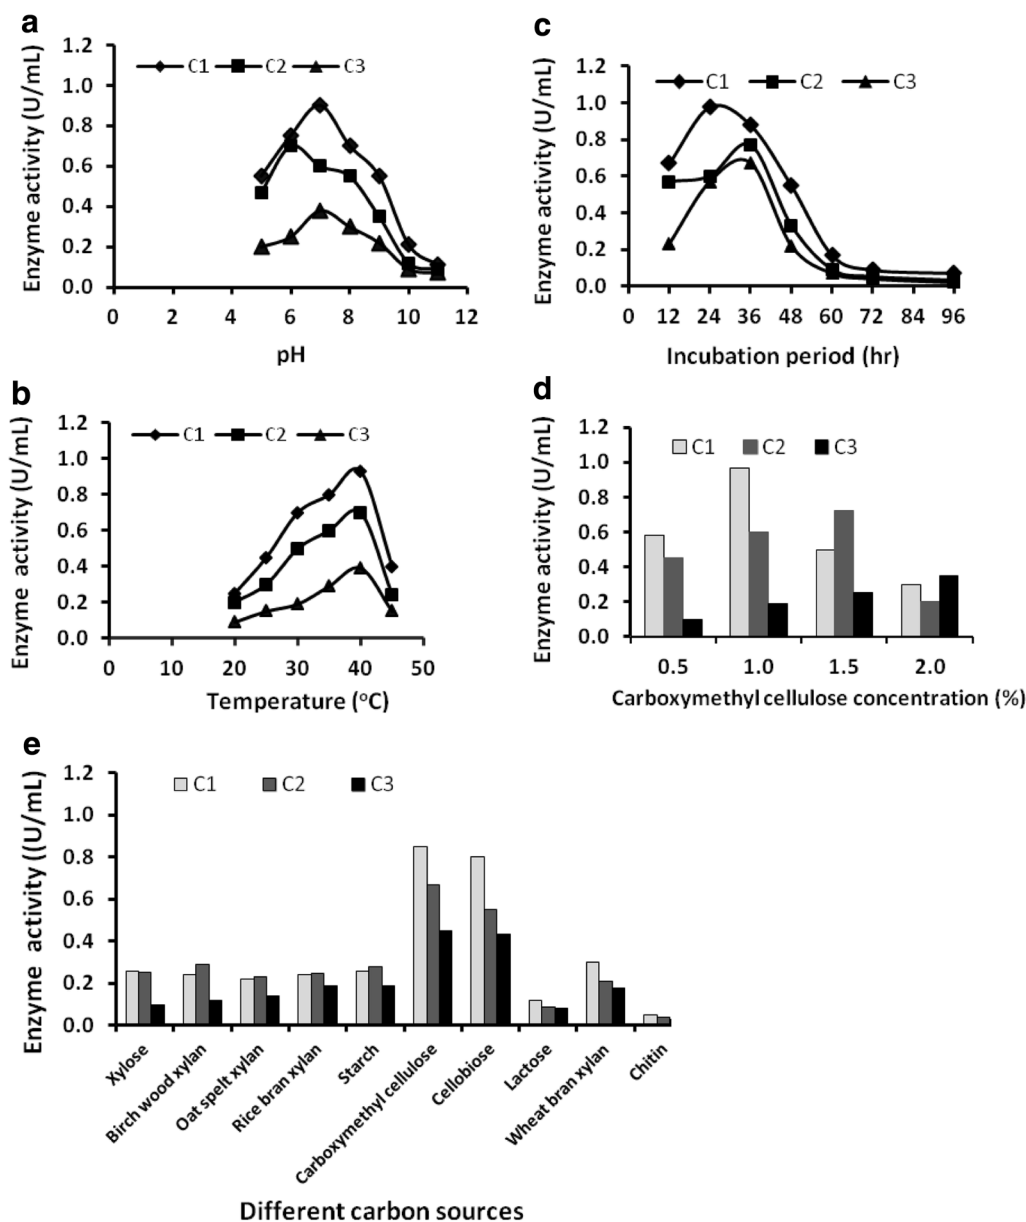 a
Enzyme activity (U/mL)
1.2
1.0
0.8
0.6
0.4
0.2
0.0
C1 C2 C3
0 2 4 6 8 10 12
pH
c
Enzyme activity (U/mL)
1.2
1.0
0.8
0.6
0.4
0.2
0.0
C1 C2 C3
0 12 24 36 48 60 72 84 96
Incubation period (hr)
b
Enzyme activity (U/mL)
1.2
1.0
0.8
0.6
0.4
0.2
0.0
C1 C2 C3
0 10 20 30 40 50
Temperature (°C)
d
Enzyme activity (U/mL)
1.2
1.0
0.8
0.6
0.4
0.2
0.0
C1 C2 C3
0.5 1.0 1.5 2.0
Carboxymethyl cellulose concentration (%)
e
Enzyme activity ((U/mL)
1.2
1.0
0.8
0.6
0.4
0.2
0.0
C1 C2 C3
Xylose
Birch wood xylan
Oat spelt xylan
Rice bran xylan
Starch
Carboxymethyl cellulose
Cellobiose
Lactose
Wheat bran xylan
Chitin
Different carbon sources